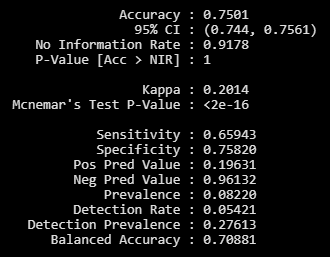 Accuracy : 0.7501
95% CI : (0.744, 0.7561)
No Information Rate : 0.9178
P-Value [Acc > NIR] : 1
Kappa : 0.2014
Mcnemar's Test P-Value : <2e-16
Sensitivity : 0.65943
Specificity : 0.75820
Pos Pred Value : 0.19631
Neg Pred Value : 0.96132
Prevalence : 0.08220
Detection Rate : 0.05421
Detection Prevalence : 0.27613
Balanced Accuracy : 0.70881